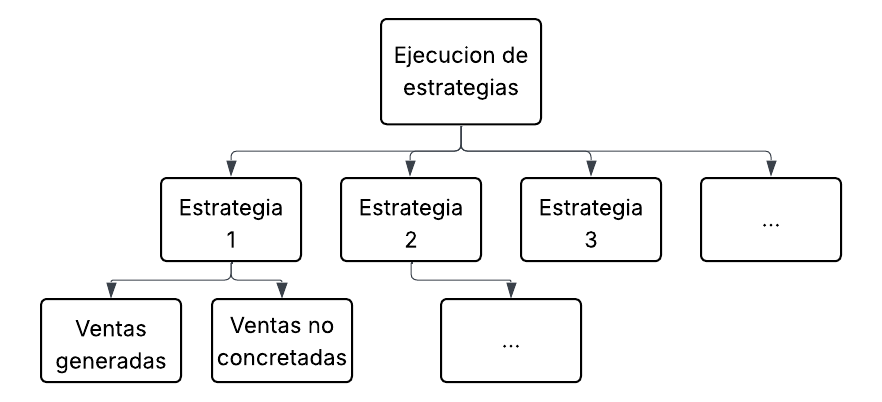 Ejecucion de
estrategias
Estrategia
1
Estrategia
2
Estrategia
3
...
Ventas
generadas
Ventas no
concretadas
...